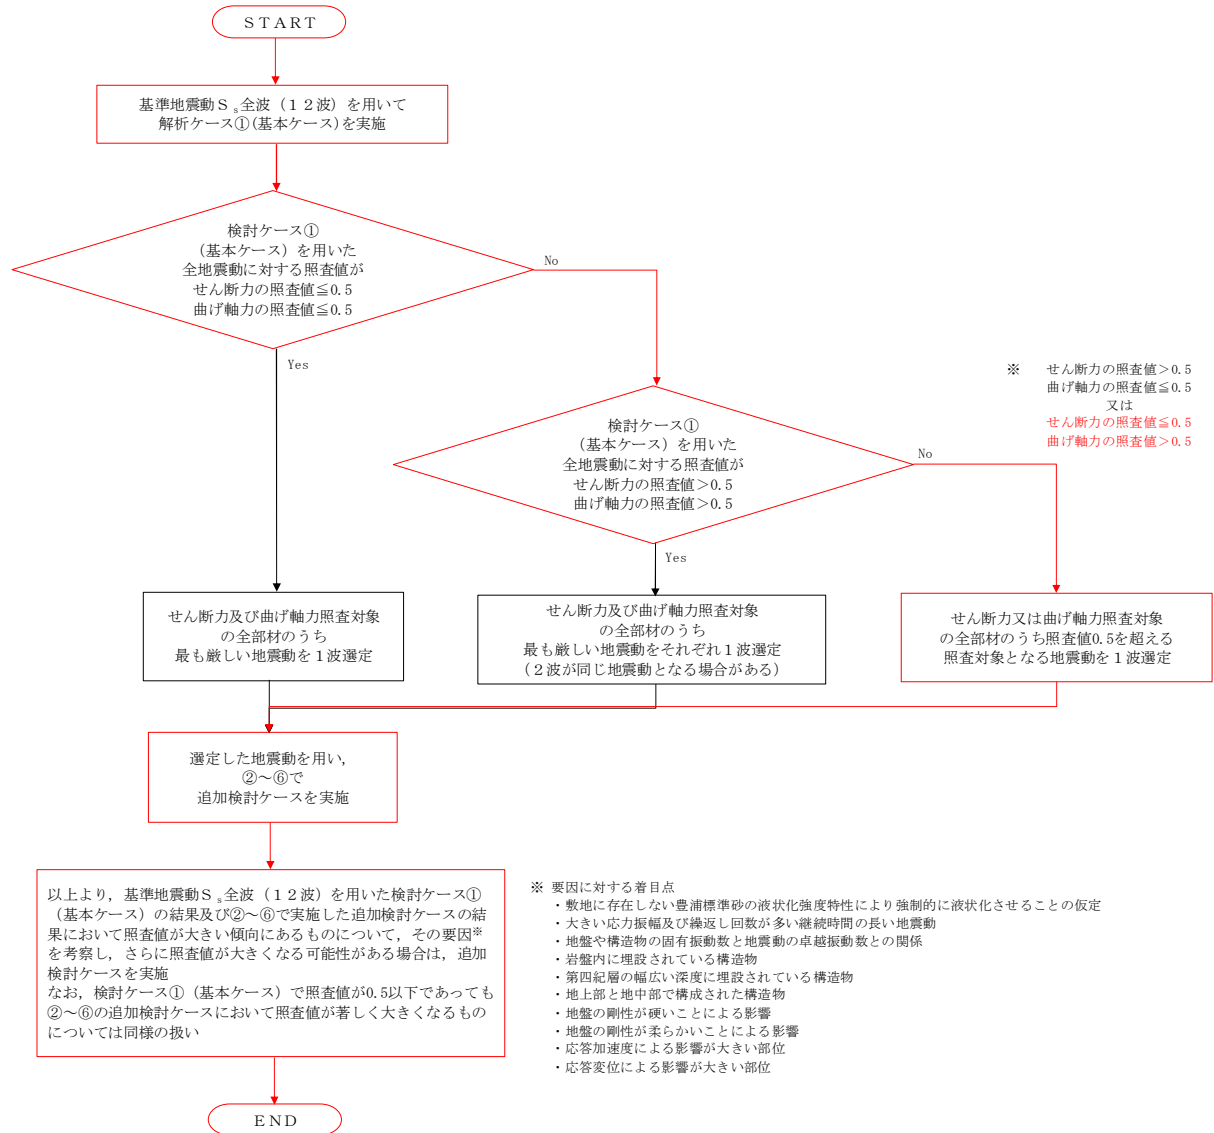 ＳＴＡＲＴ
基準地震動Ｓｓ全波（１２波）を用いて
解析ケース①(基本ケース)を実施
検討ケース①
（基本ケース）を用いた
全地震動に対する照査値が
せん断力の照査値≦0.5
曲げ軸力の照査値≦0.5
No
Yes
※　せん断力の照査値＞0.5
曲げ軸力の照査値≦0.5
又は
せん断力の照査値≦0.5
曲げ軸力の照査値＞0.5
検討ケース①
（基本ケース）を用いた
全地震動に対する照査値が
せん断力の照査値＞0.5
曲げ軸力の照査値＞0.5
No
Yes
せん断力及び曲げ軸力照査対象
の全部材のうち
最も厳しい地震動を１波選定
せん断力及び曲げ軸力照査対象
の全部材のうち
最も厳しい地震動をそれぞれ１波選定
（２波が同じ地震動となる場合がある）
せん断力又は曲げ軸力照査対象
の全部材のうち照査値0.5を超える
照査対象となる地震動を１波選定
選定した地震動を用い，
②～⑥で
追加検討ケースを実施
以上より，基準地震動Ｓｓ全波（１２波）を用いた検討ケース①
（基本ケース）の結果及び②～⑥で実施した追加検討ケースの結
果において照査値が大きい傾向にあるものについて，その要因※
を考察し，さらに照査値が大きくなる可能性がある場合は，追加
検討ケースを実施
なお，検討ケース①（基本ケース）で照査値が0.5以下であっても
②～⑥の追加検討ケースにおいて照査値が著しく大きくなるもの
については同様の扱い
※ 要因に対する着目点
・敷地に存在しない豊浦標準砂の液状化強度特性により強制的に液状化させることの仮定
・大きい応力振幅及び繰返し回数が多い継続時間の長い地震動
・地盤や構造物の固有振動数と地震動の卓越振動数との関係
・岩盤内に埋設されている構造物
・第四紀層の幅広い深度に埋設されている構造物
・地上部と地中部で構成された構造物
・地盤の剛性が硬いことによる影響
・地盤の剛性が柔らかいことによる影響
・応答加速度による影響が大きい部位
・応答変位による影響が大きい部位
ＥＮＤ